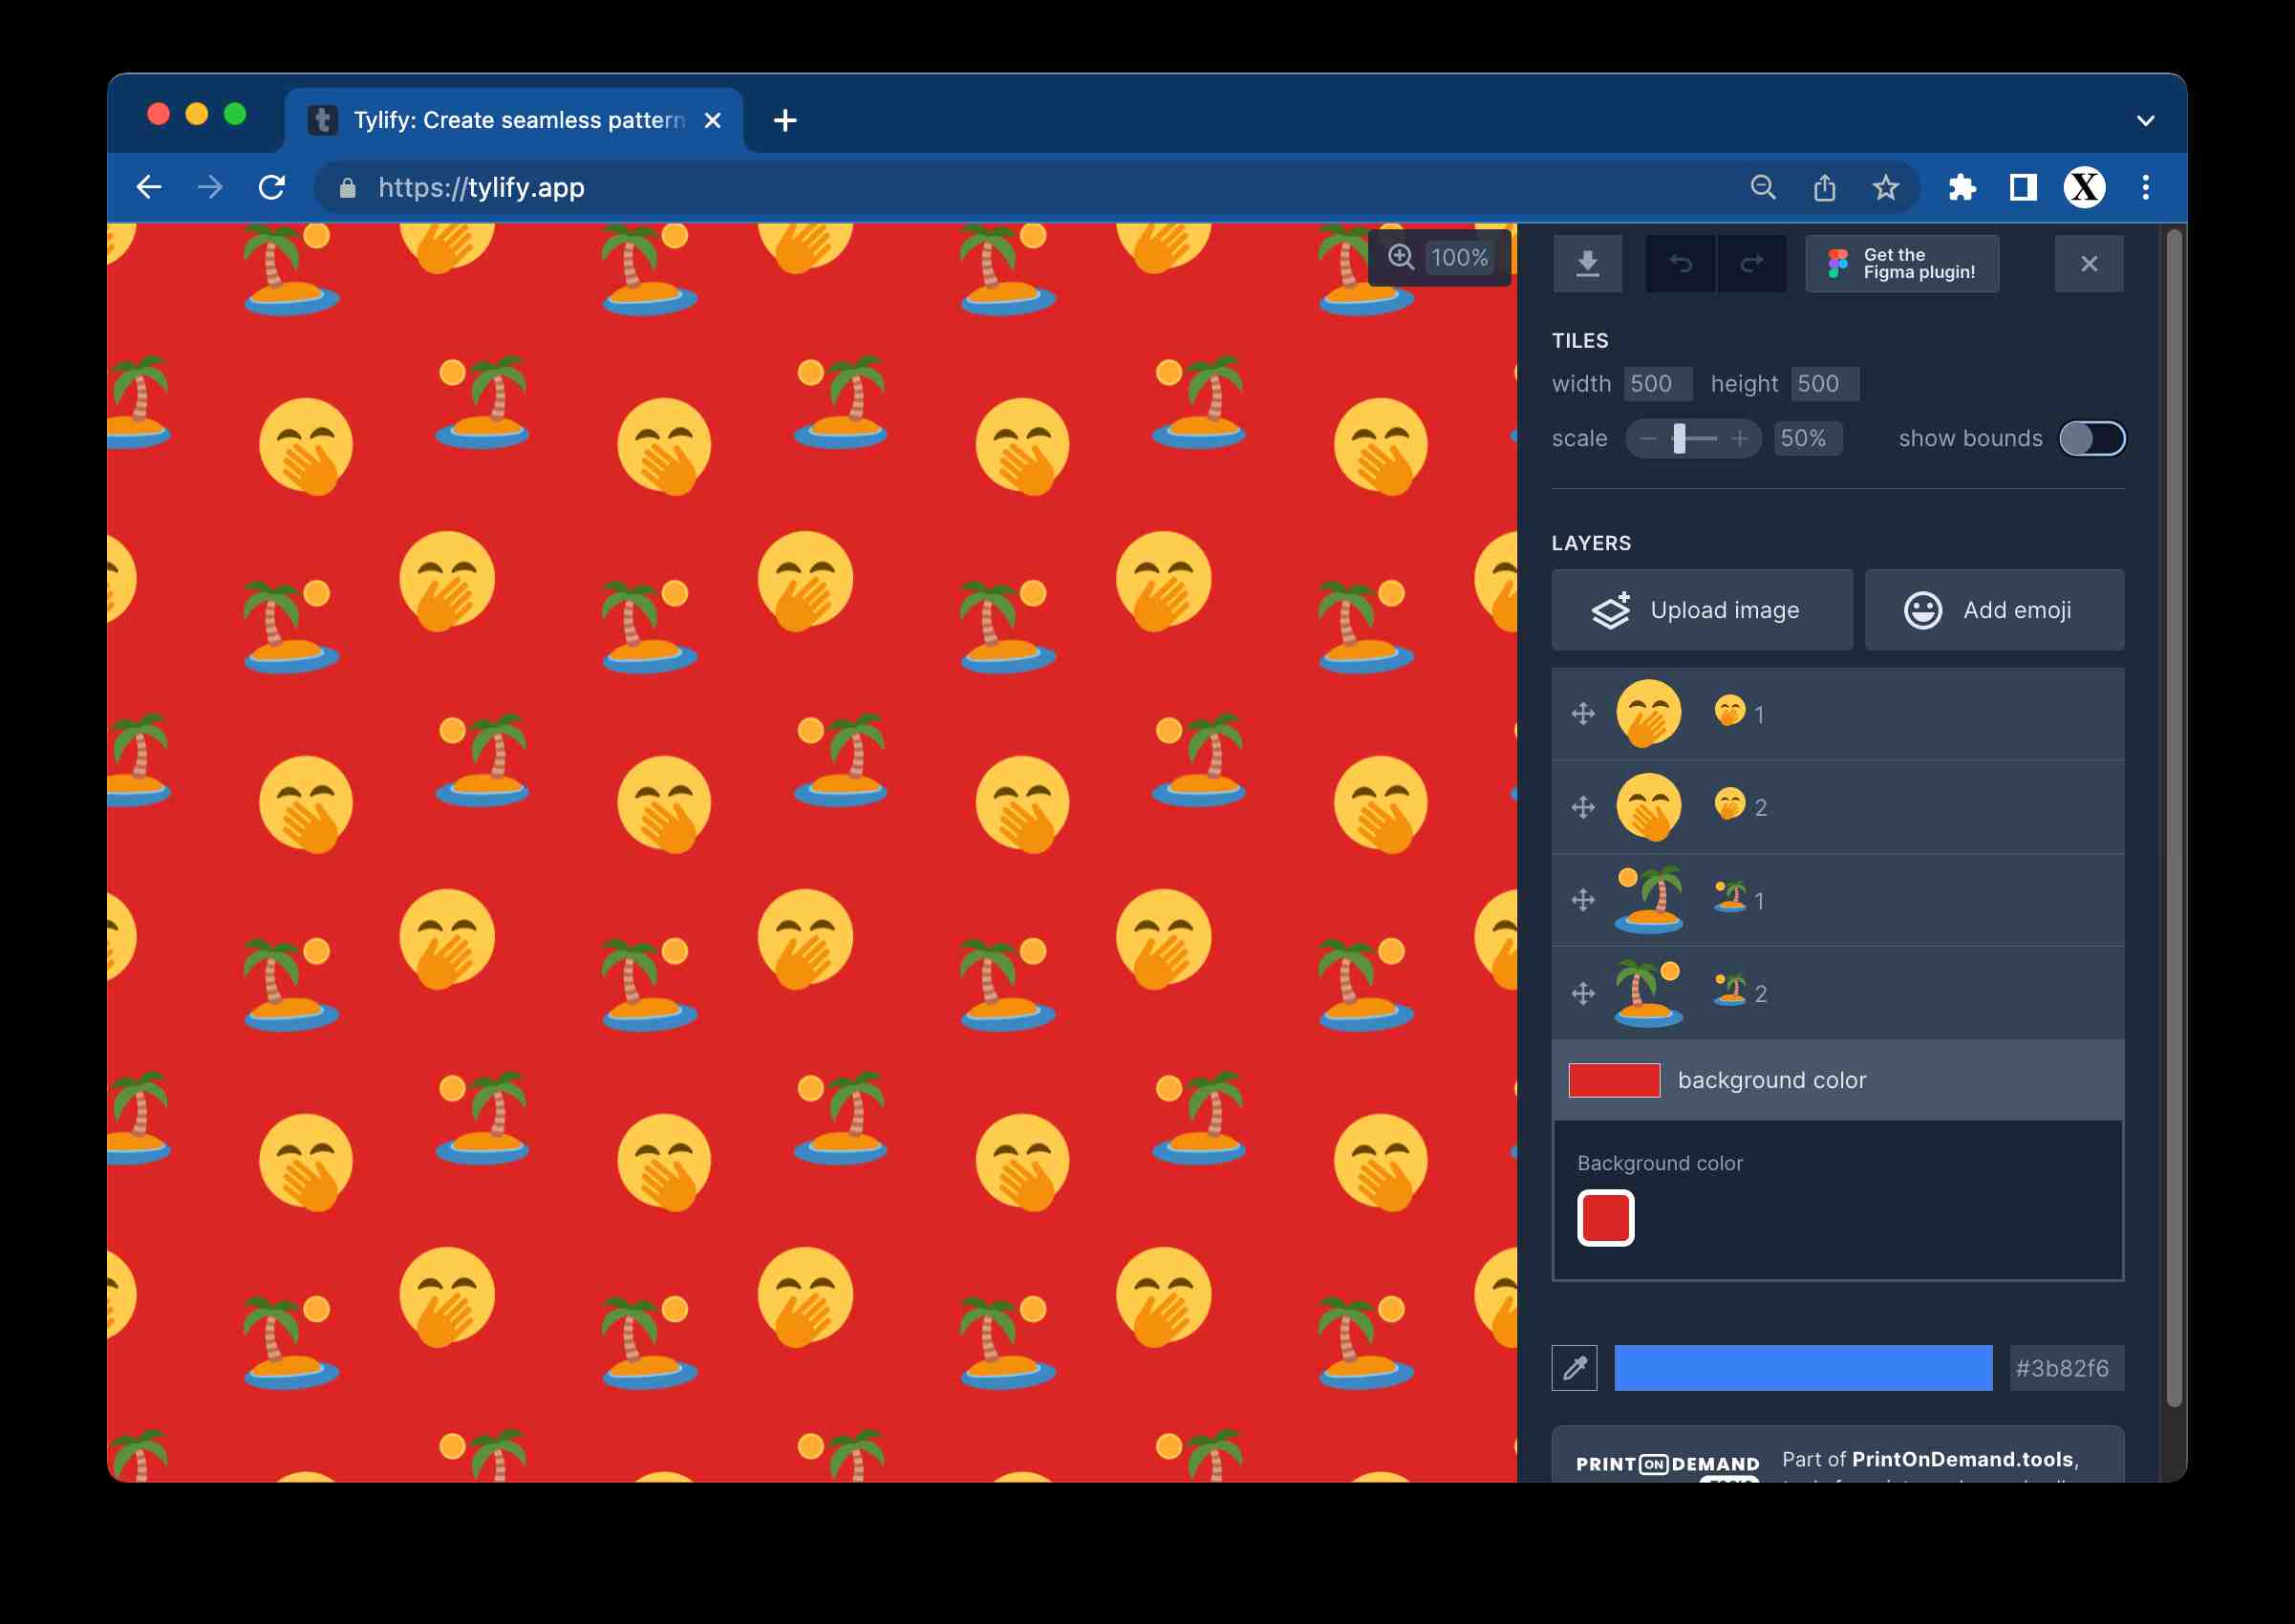 Tylify: Create seamless pattern
https://tylify.app
100%
Get the
Figma plugin!
TILES
width 500 height 500
scale 50% show bounds
LAYERS
Upload image Add emoji
1
2
1
2
background color
Background color
#3b82f6
PRINT ON DEMAND
Part of PrintOnDemand.tools,